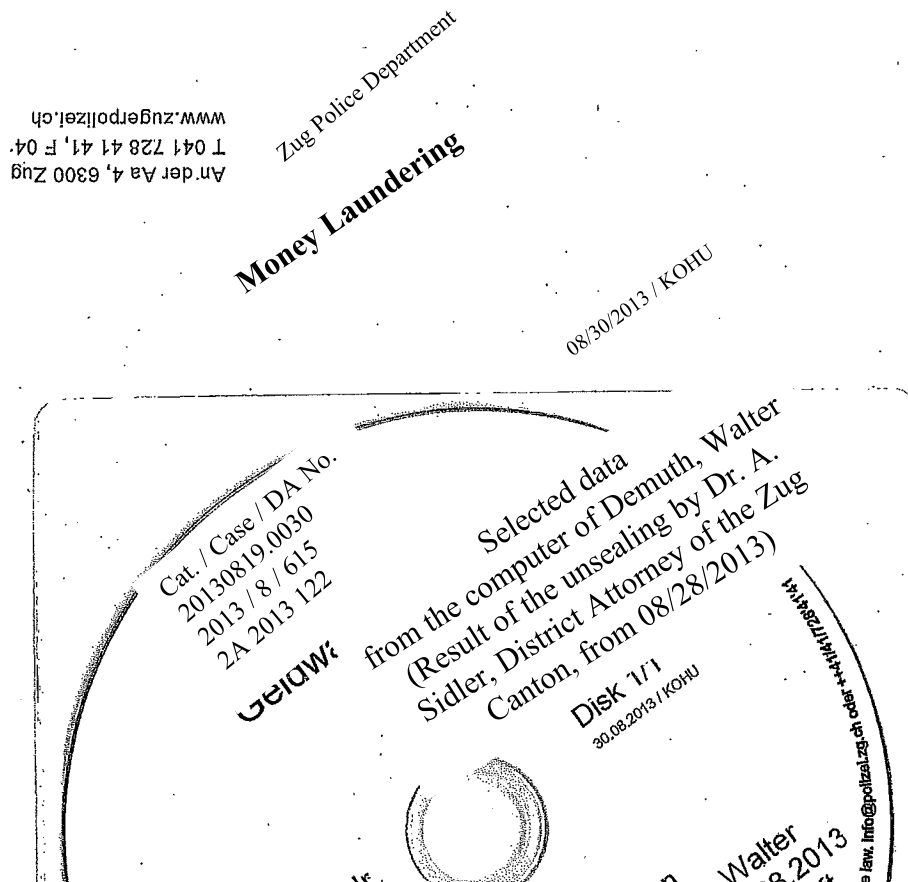 Zug Police Department
An der Aa 4, 6300 Zug
T 041 728 41 41, F 04
www.zugerpolizei.ch
Money Laundering
08/30/2013 / KOHU
Cat. / Case / DA No.
20130819.0030
2013 / 8 / 615
2A 2013 122
Selected data
from the computer of Demuth, Walter
(Result of the unsealing by Dr. A.
Sidler, District Attorney of the Zug
Canton, from 08/28/2013)
Disk 1/1
30.08.2013 / KOHU
Walter
8.2013
e law. info@polizei.zg.ch oder ++41/41/728'41'41